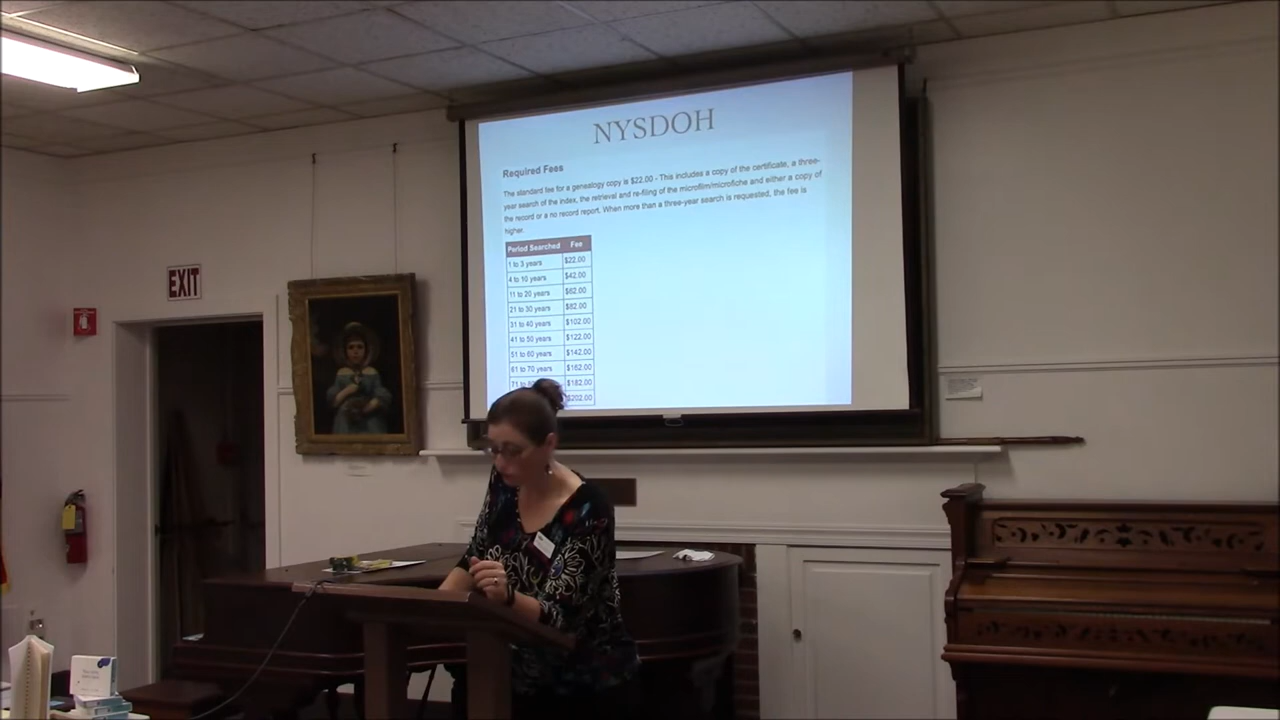 NYSDOH
EXIT
Required Fees
The standard fee for a genealogy copy is $22.00 - This includes a copy of the certificate, a three-
year search of the index, the retrieval and re-filing of the microfilm/microfiche and either a copy of
the record or a no record report. When more than a three-year search is requested, the fee is
higher.
Period Searched Fee
1 to 3 years $22.00
4 to 10 years $42.00
11 to 20 years $62.00
21 to 30 years $82.00
31 to 40 years $102.00
41 to 50 years $122.00
51 to 60 years $142.00
61 to 70 years $162.00
71 to $182.00
$202.00